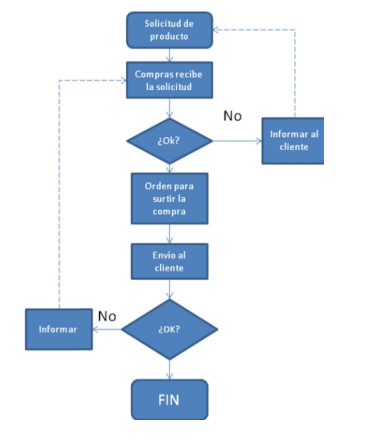 Solicitud de
producto
Compras recibe
la solicitud
No
¿Ok?
Informar al
cliente
Orden para
surtir la
compra
Envío al
cliente
No
Informar
¿OK?
FIN